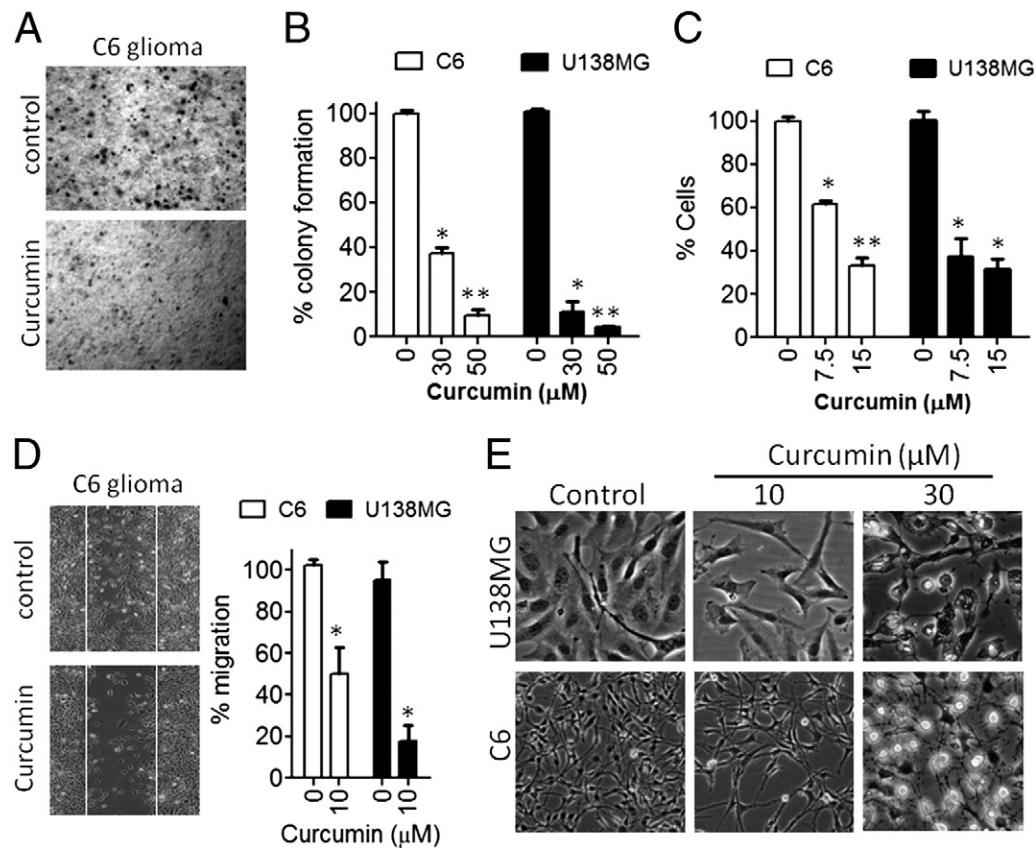 A
C6 glioma
control
Curcumin
B
C6 U138MG
% colony formation
100
80
60
40
20
0
* ** * **
0 30 50 0 30 50
Curcumin (μM)
C
C6 U138MG
% Cells
100
80
60
40
20
0
* ** * *
0 7.5 15 0 7.5 15
Curcumin (μM)
D
C6 glioma
control
Curcumin
C6 U138MG
% migration
100
80
60
40
20
0
* *
0 10 0 10
Curcumin (μM)
E
Curcumin (μM)
Control 10 30
U138MG
C6